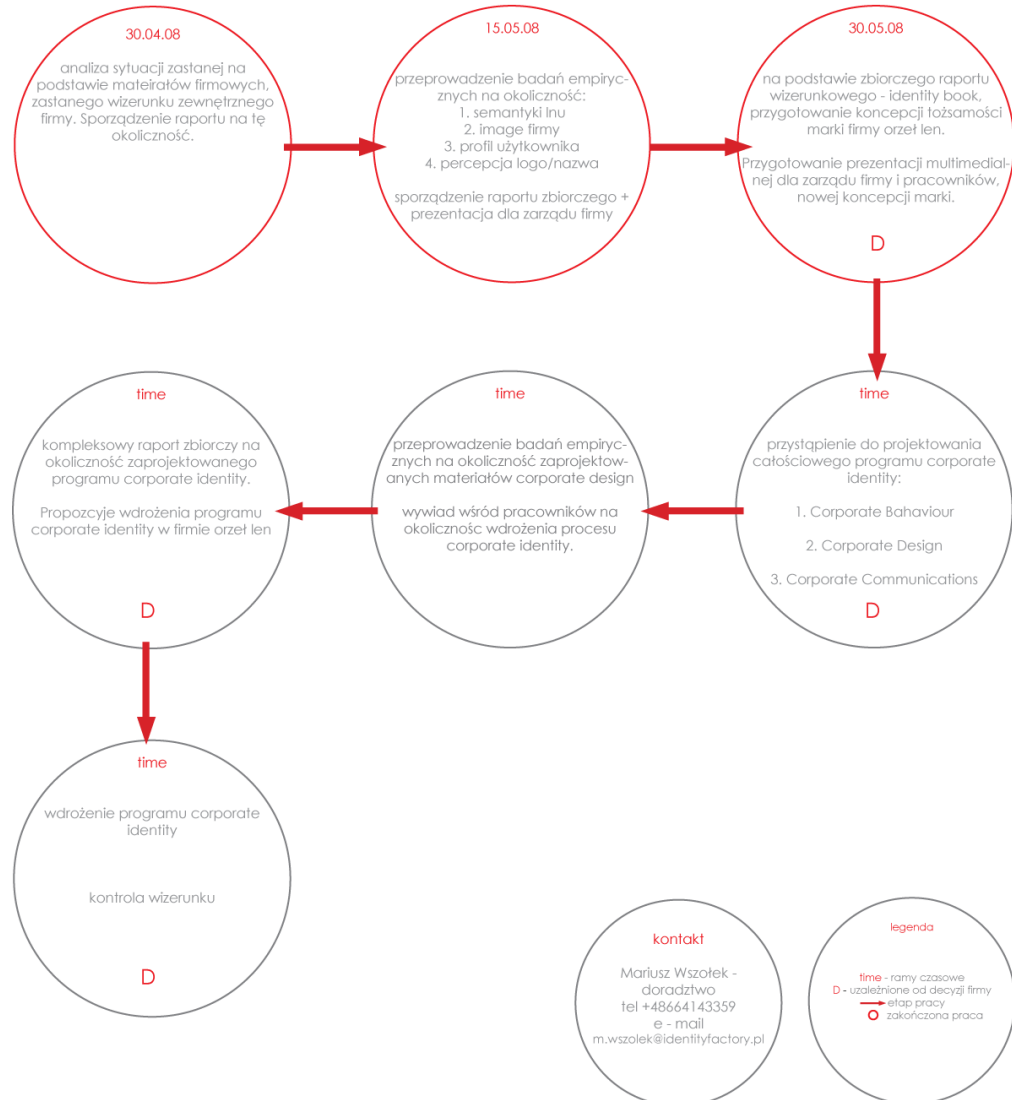 30.04.08
analiza sytuacji zastanej na
podstawie mateirałów firmowych,
zastanego wizerunku zewnętrznego
firmy. Sporządzenie raportu na tę
okoliczność.
15.05.08
przeprowadzenie badań empirycz-
znych na okoliczność:
1. semantyki lnu
2. image firmy
3. profil użytkownika
4. percepcja logo/nazwa
sporządzenie raportu zbiorczego +
prezentacja dla zarządu firmy
30.05.08
na podstawie zbiorczego raportu
wizerunkowego - identity book,
przygotowanie koncepcji tożsamości
marki firmy orzeł len.
Przygotowanie prezentacji multimedial-
nej dla zarządu firmy i pracowników,
nowej koncepcji marki.
D
time
przystąpienie do projektowania
całościowego programu corporate
identity:
1. Corporate Bahaviour
2. Corporate Design
3. Corporate Communications
D
time
przeprowadzenie badań empiryc-
znych na okoliczność zaprojektow-
anych materiałów corporate design
wywiad wśród pracowników na
okolicznośc wdrożenia procesu
corporate identity.
time
kompleksowy raport zbiorczy na
okoliczność zaprojektowanego
programu corporate identity.
Propozcyje wdrożenia programu
corporate identity w firmie orzeł len
D
time
wdrożenie programu corporate
identity
kontrola wizerunku
D
kontakt
Mariusz Wszołek -
doradztwo
tel +48664143359
e - mail
m.wszolek@identityfactory.pl
legenda
time - ramy czasowe
D - uzależnione od decyzji firmy
etap pracy
O zakończona praca